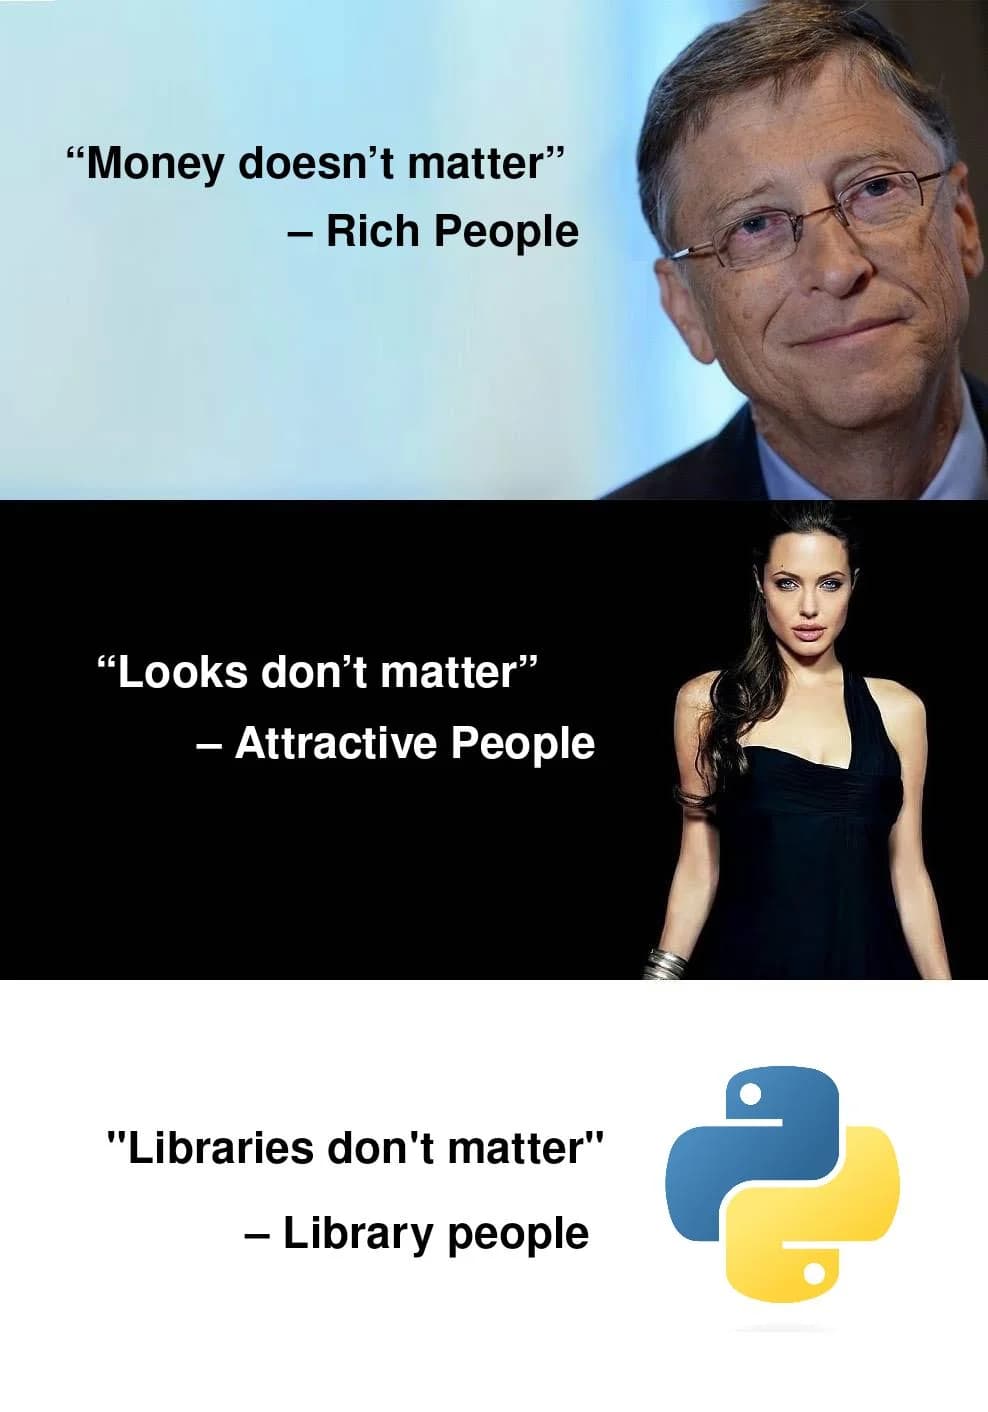 “Money doesn’t matter”
– Rich People
“Looks don’t matter”
– Attractive People
"Libraries don't matter"
– Library people